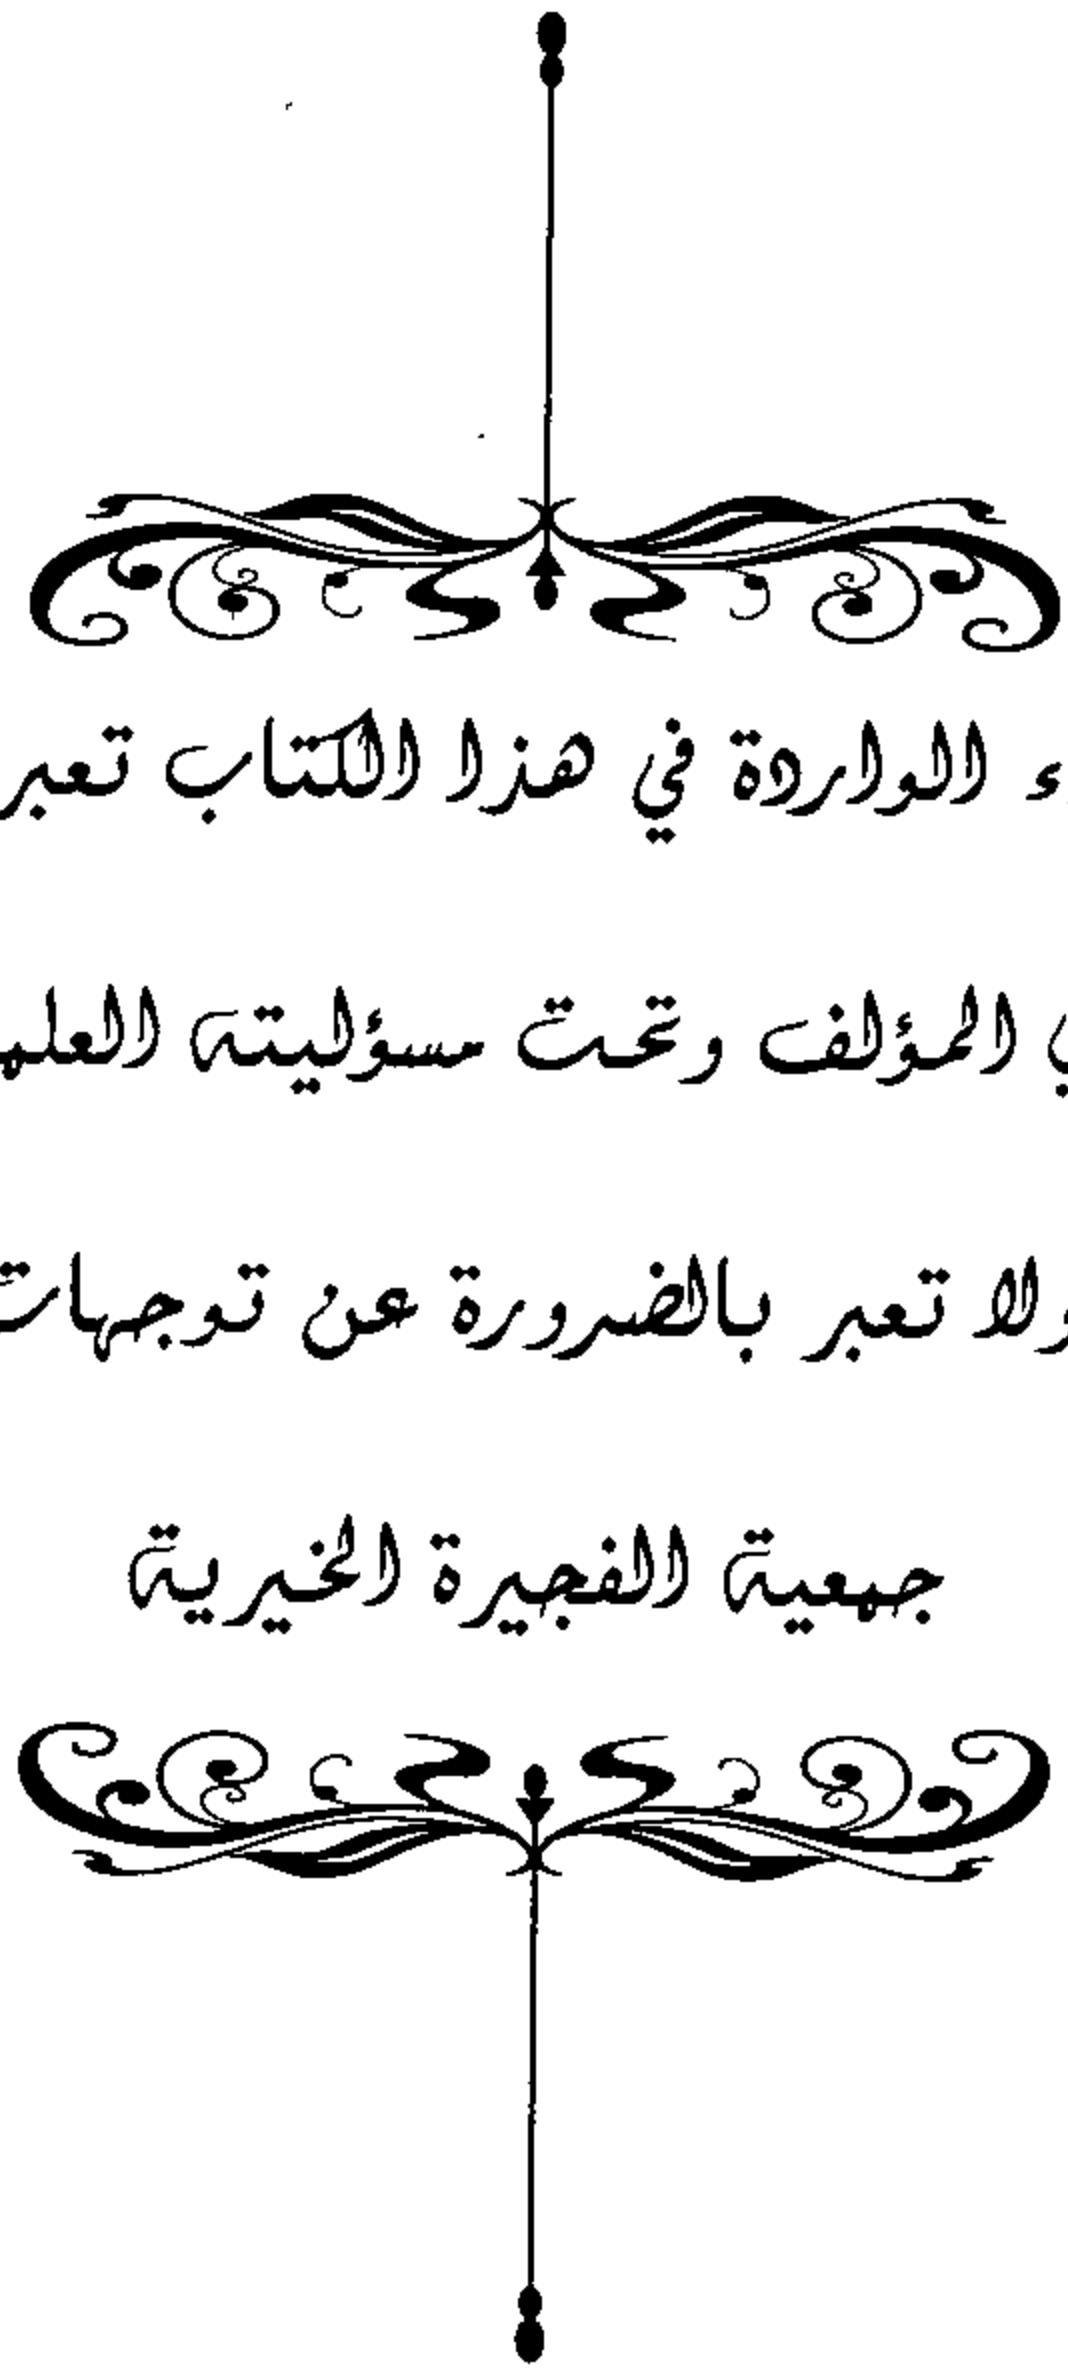 الواردة في هذا الكتاب تعبر
المؤلف وتحت مسؤليته
ولا تعبر بالضرورة عن توجهات
جمعية الفجيرة الخيرية